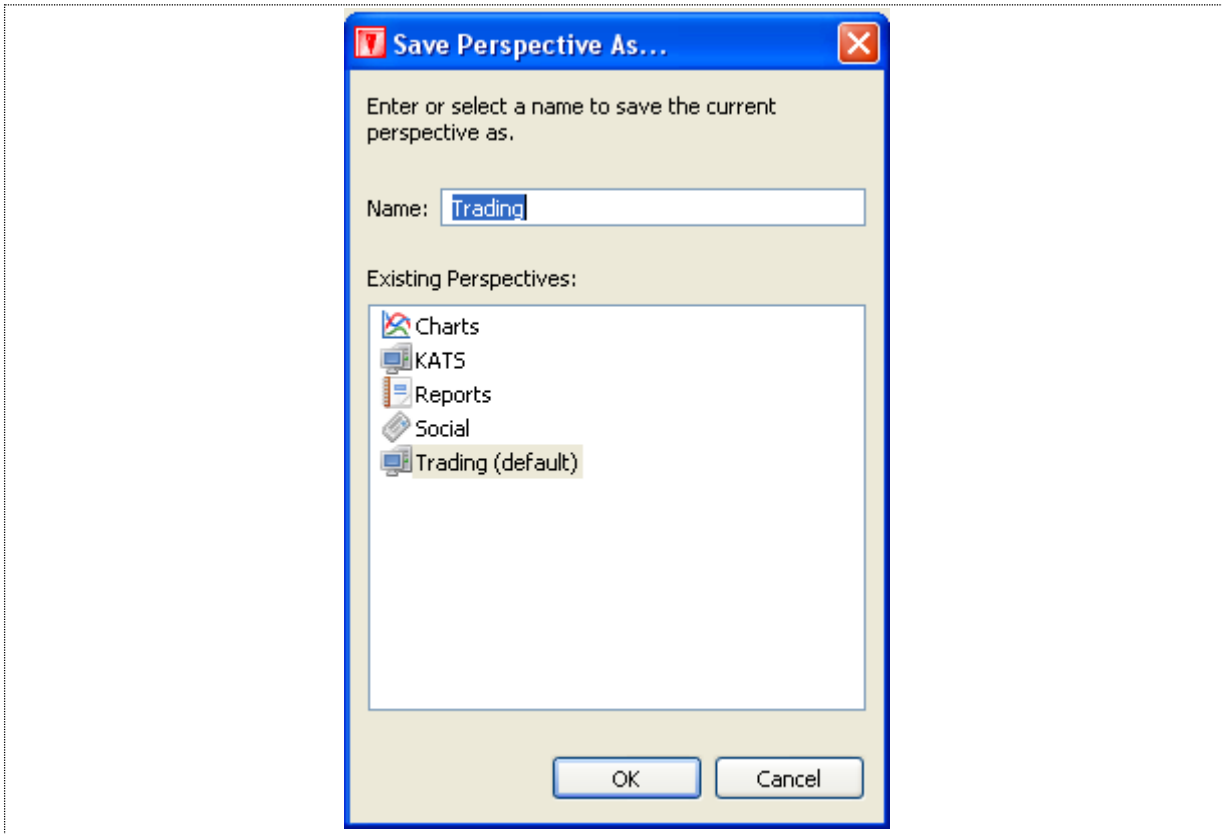 Save Perspective As...
Enter or select a name to save the current
perspective as.
Name: Trading
Existing Perspectives:
Charts
KATS
Reports
Social
Trading (default)
OK Cancel